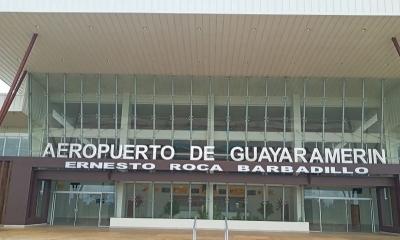 AEROPUERTO DE GUAYARAMERIN
ERNESTO ROCA BARBADILLO